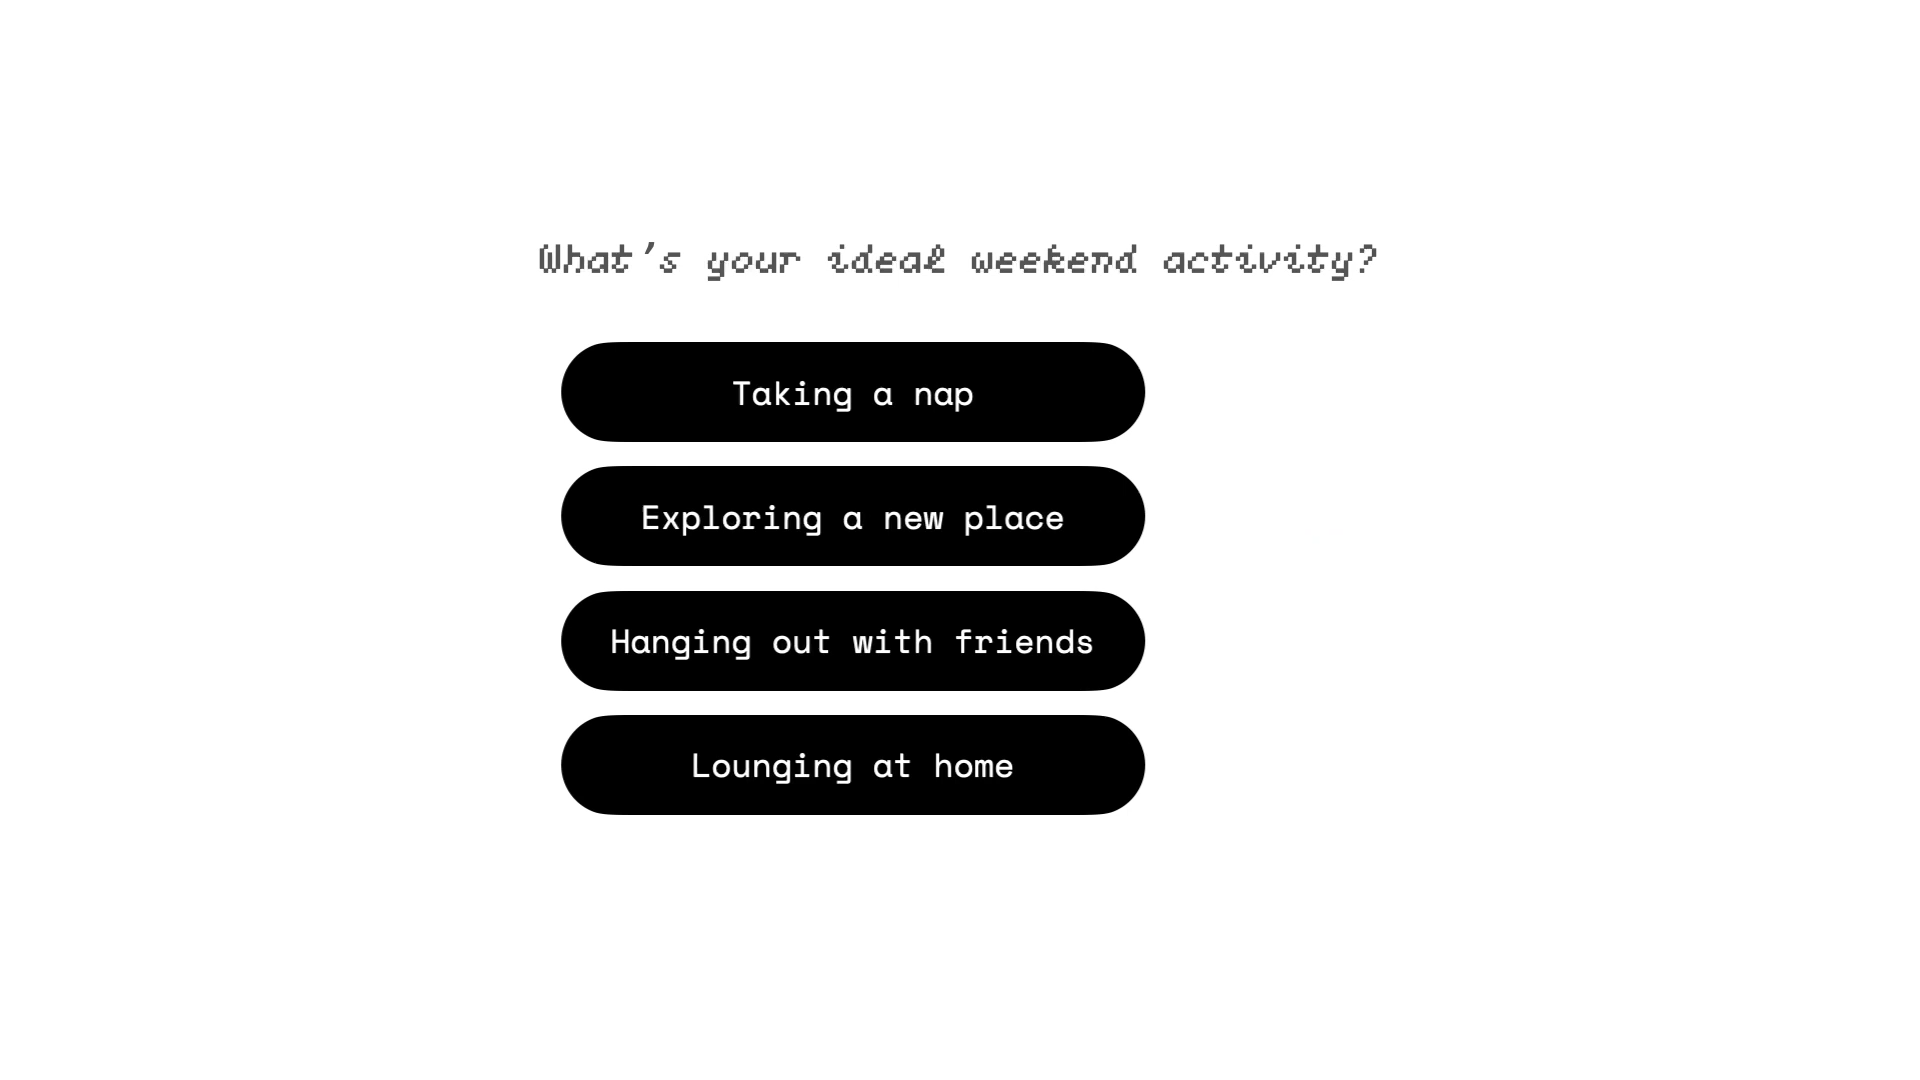 What's your ideal weekend activity?
Taking a nap
Exploring a new place
Hanging out with friends
Lounging at home